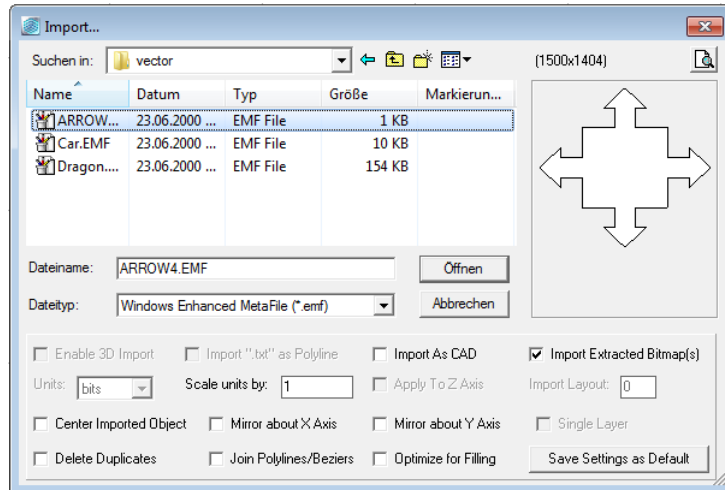 Import...
Suchen in: vector (1500x1404)
Name Datum Typ Größe Markierun...
ARROW... 23.06.2000 ... EMF File 1 KB
Car.EMF 23.06.2000 ... EMF File 10 KB
Dragon.... 23.06.2000 ... EMF File 154 KB
Dateiname: ARROW4.EMF Öffnen
Dateityp: Windows Enhanced MetaFile (*.emf) Abbrechen
Enable 3D Import Import ".txt" as Polyline Import As CAD Import Extracted Bitmap(s)
Units: bits Scale units by: 1 Apply To Z Axis Import Layout: 0
Center Imported Object Mirror about X Axis Mirror about Y Axis Single Layer
Delete Duplicates Join Polylines/Beziers Optimize for Filling Save Settings as Default